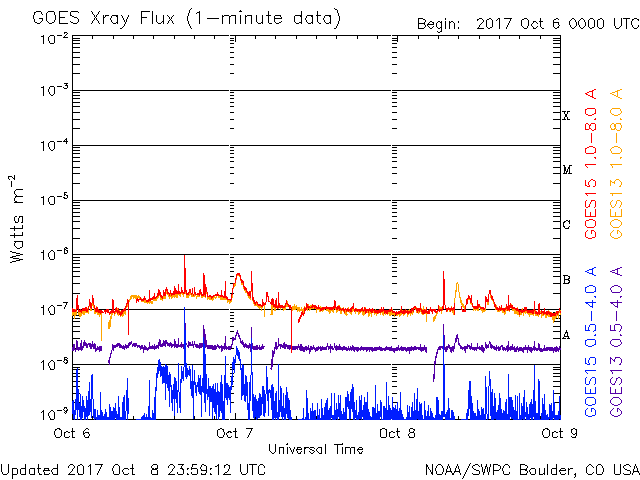 GOES Xray Flux (1-minute data)
Begin: 2017 Oct 6 0000 UTC
10^-2
10^-3
10^-4
10^-5
10^-6
10^-7
10^-8
10^-9
Watts m^-2
X
M
C
B
A
GOES15 1.0-8.0 A
GOES13 1.0-8.0 A
GOES15 0.5-4.0 A
GOES13 0.5-4.0 A
Oct 6 Oct 7 Oct 8 Oct 9
Universal Time
Updated 2017 Oct 8 23:59:12 UTC
NOAA/SWPC Boulder, CO USA